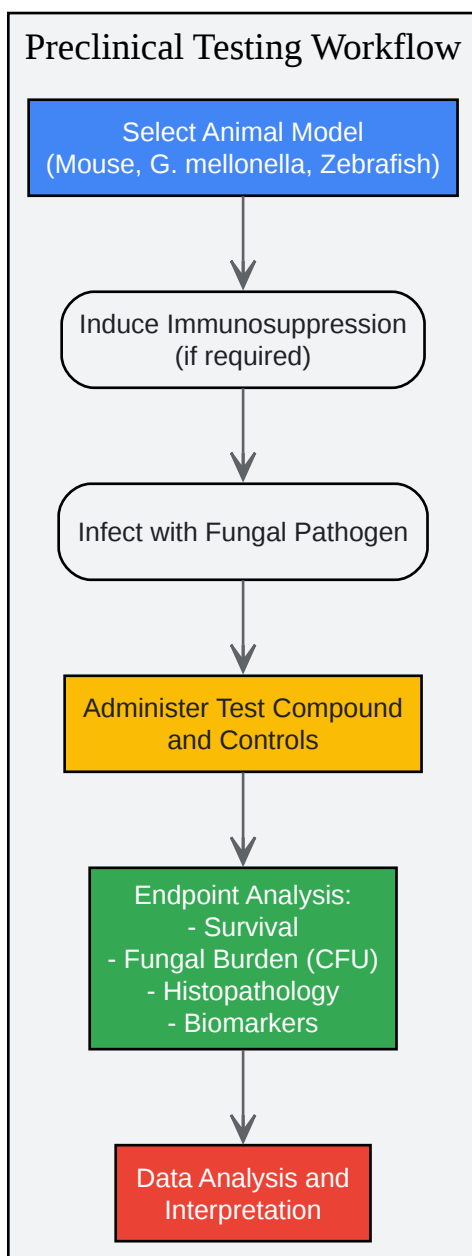 Preclinical Testing Workflow
Select Animal Model
(Mouse, G. mellonella, Zebrafish)
Induce Immunosuppression
(if required)
Infect with Fungal Pathogen
Administer Test Compound
and Controls
Endpoint Analysis:
- Survival
- Fungal Burden (CFU)
- Histopathology
- Biomarkers
Data Analysis and
Interpretation